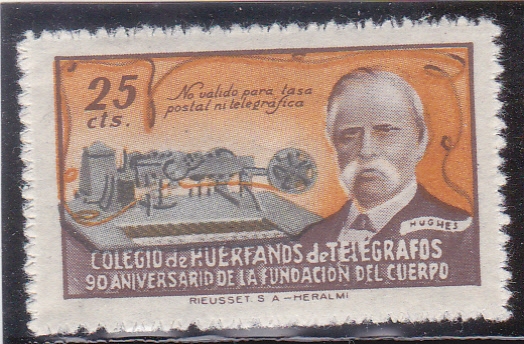 25
cts.
No válido para tasa
postal ni telegráfica
HUGHES
COLEGIO de HUERFANOS de TELEGRAFOS
90 ANIVERSARIO DE LA FUNDACION DEL CUERPO
RIEUSSET. S A - HERALMI